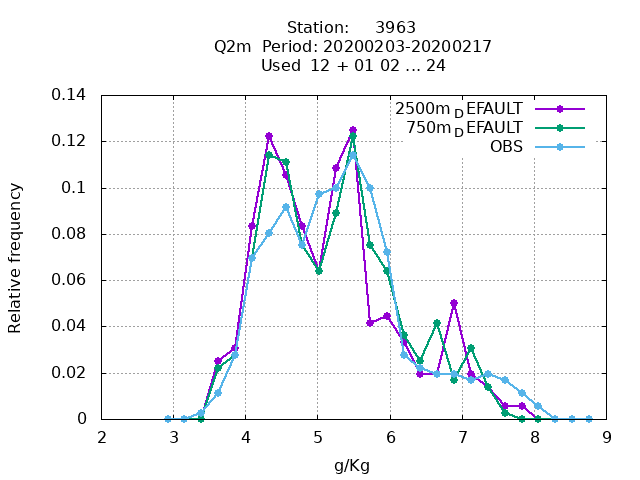 Station: 3963
Q2m Period: 20200203-20200217
Used 12 + 01 02 ... 24
0.14
2500m_DEFAULT
0.12
750m_DEFAULT
OBS
0.1
0.08
0.06
0.04
0.02
0
Relative frequency
2 3 4 5 6 7 8 9
g/Kg